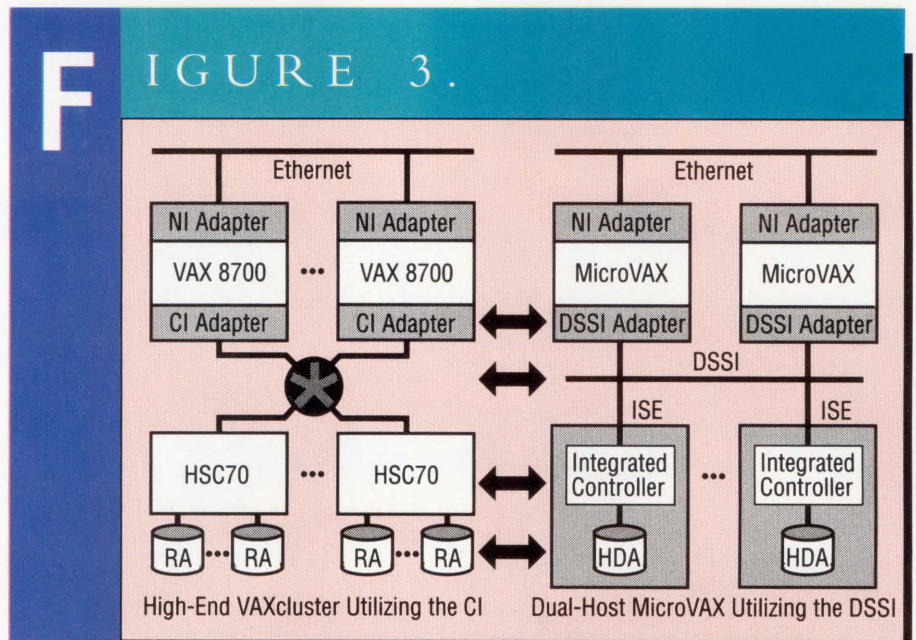 FIGURE 3.
Ethernet
NI Adapter
VAX 8700
CI Adapter
...
NI Adapter
VAX 8700
CI Adapter
HSC70
...
HSC70
RA ... RA
RA ... RA
High-End VAXcluster Utilizing the CI
Ethernet
NI Adapter
MicroVAX
DSSI Adapter
NI Adapter
MicroVAX
DSSI Adapter
DSSI
ISE
Integrated
Controller
HDA
...
ISE
Integrated
Controller
HDA
Dual-Host MicroVAX Utilizing the DSSI